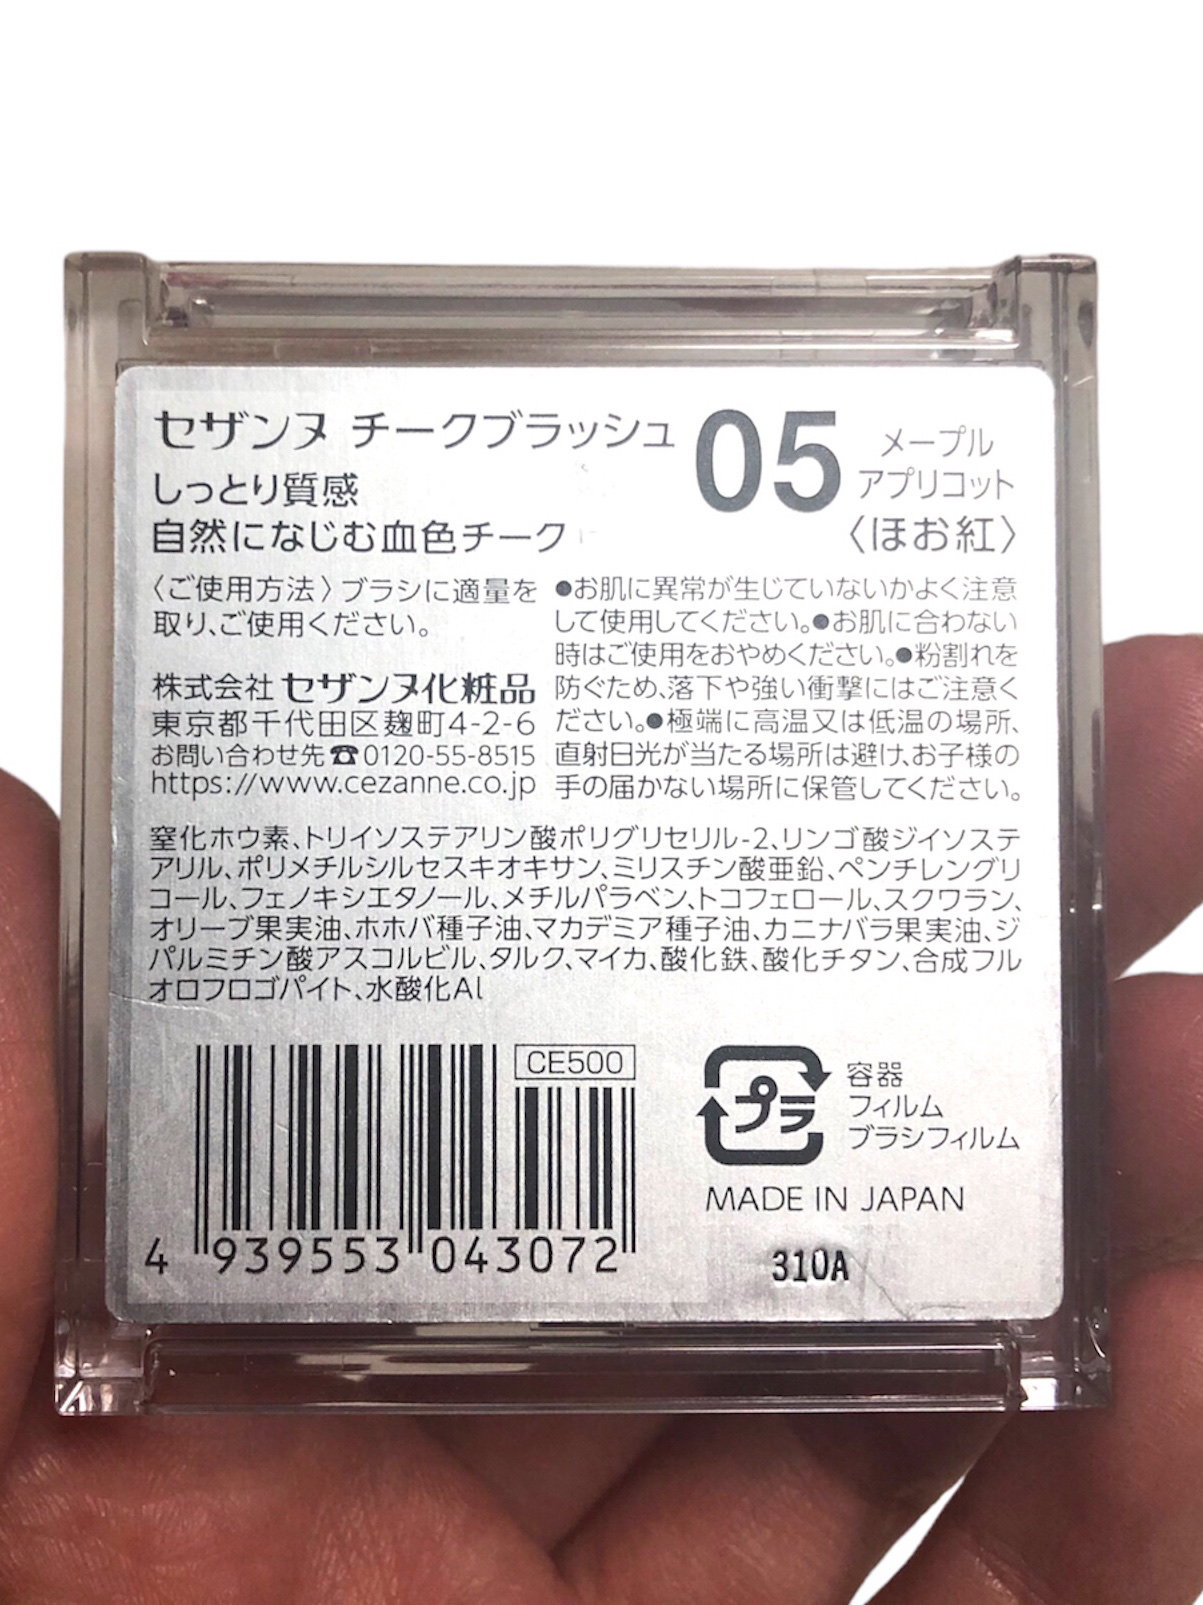 セザンヌ チークブラッシュ
しっとり質感
自然になじむ血色チーク
05 メープル
アプリコット
〈ほお紅〉
〈ご使用方法〉ブラシに適量を
取り、ご使用ください。
株式会社 セザンヌ化粧品
東京都千代田区麹町4-2-6
お問い合わせ先☎0120-55-8515
https://www.cezanne.co.jp
●お肌に異常が生じていないかよく注意
して使用してください。●お肌に合わない
時はご使用をおやめください。●粉割れを
防ぐため、落下や強い衝撃にはご注意く
ださい。●極端に高温又は低温の場所、
直射日光が当たる場所は避け、お子様の
手の届かない場所に保管してください。
窒化ホウ素、トリイソステアリン酸ポリグリセリル-2、リンゴ酸ジイソステ
アリル、ポリメチルシルセスキオキサン、ミリスチン酸亜鉛、ペンチレングリ
コール、フェノキシエタノール、メチルパラベン、トコフェロール、スクワラン、
オリーブ果実油、ホホバ種子油、マカデミア種子油、カニナバラ果実油、ジ
パルミチン酸アスコルビル、タルク、マイカ、酸化鉄、酸化チタン、合成フル
オロフロゴパイト、水酸化Al
CE500
4 939553 043072
プラ
容器
フィルム
ブラシフィルム
MADE IN JAPAN
310A